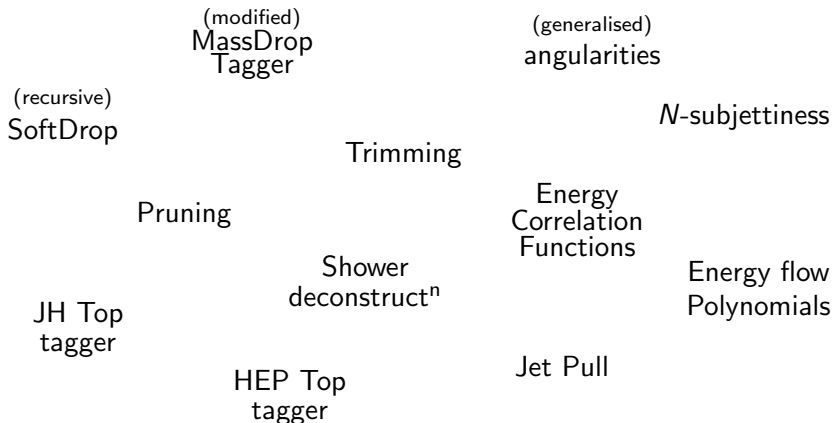 (modified)
MassDrop
Tagger
(generalised)
angularities
(recursive)
SoftDrop
N-subjettiness
Trimming
Pruning
Energy
Correlation
Functions
Shower
deconstructⁿ
Energy flow
Polynomials
JH Top
tagger
Jet Pull
HEP Top
tagger